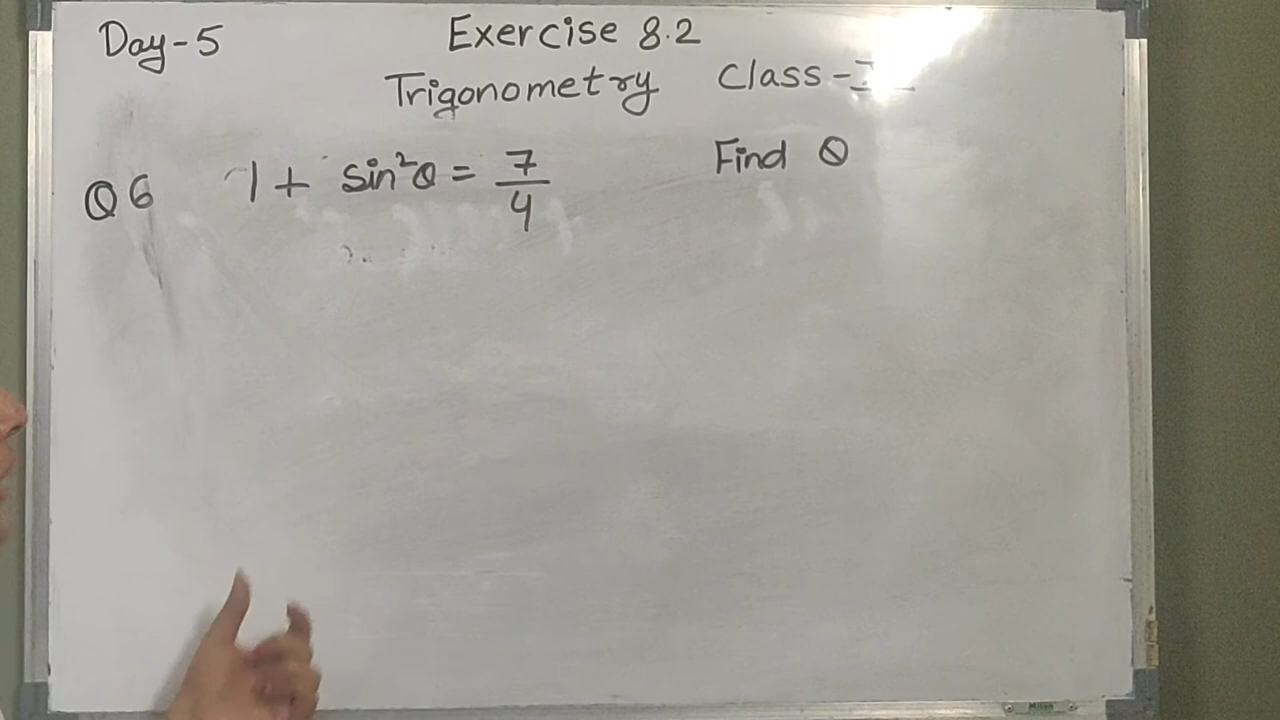 Day-5
Exercise 8.2
Trigonometry Class-
Q6 1 + sin²θ = 7/4 Find θ